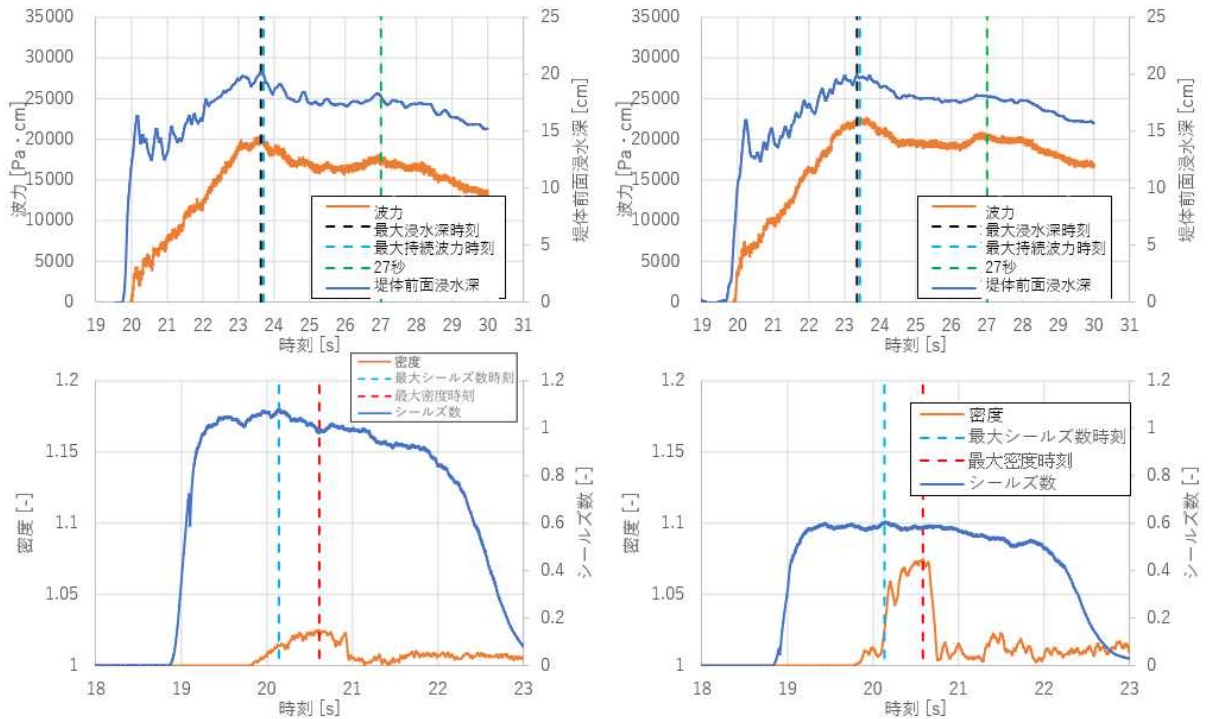 35000
30000
25000
20000
15000
10000
5000
0
波力 [Pa・cm]
25
20
15
10
5
0
堤体前面浸水深 [cm]
波力
最大浸水深時刻
最大持続波力時刻
27秒
堤体前面浸水深
19 20 21 22 23 24 25 26 27 28 29 30 31
時刻 [s]
35000
30000
25000
20000
15000
10000
5000
0
波力 [Pa・cm]
25
20
15
10
5
0
堤体前面浸水深 [cm]
波力
最大浸水深時刻
最大持続波力時刻
27秒
堤体前面浸水深
19 20 21 22 23 24 25 26 27 28 29 30 31
時刻 [s]
密度
最大シールズ数時刻
最大密度時刻
シールズ数
1.2
1.15
1.1
1.05
1
密度 [-]
1.2
1
0.8
0.6
0.4
0.2
0
シールズ数 [-]
18 19 20 21 22 23
時刻 [s]
密度
最大シールズ数時刻
最大密度時刻
シールズ数
1.2
1.15
1.1
1.05
1
密度 [-]
1.2
1
0.8
0.6
0.4
0.2
0
シールズ数 [-]
18 19 20 21 22 23
時刻 [s]